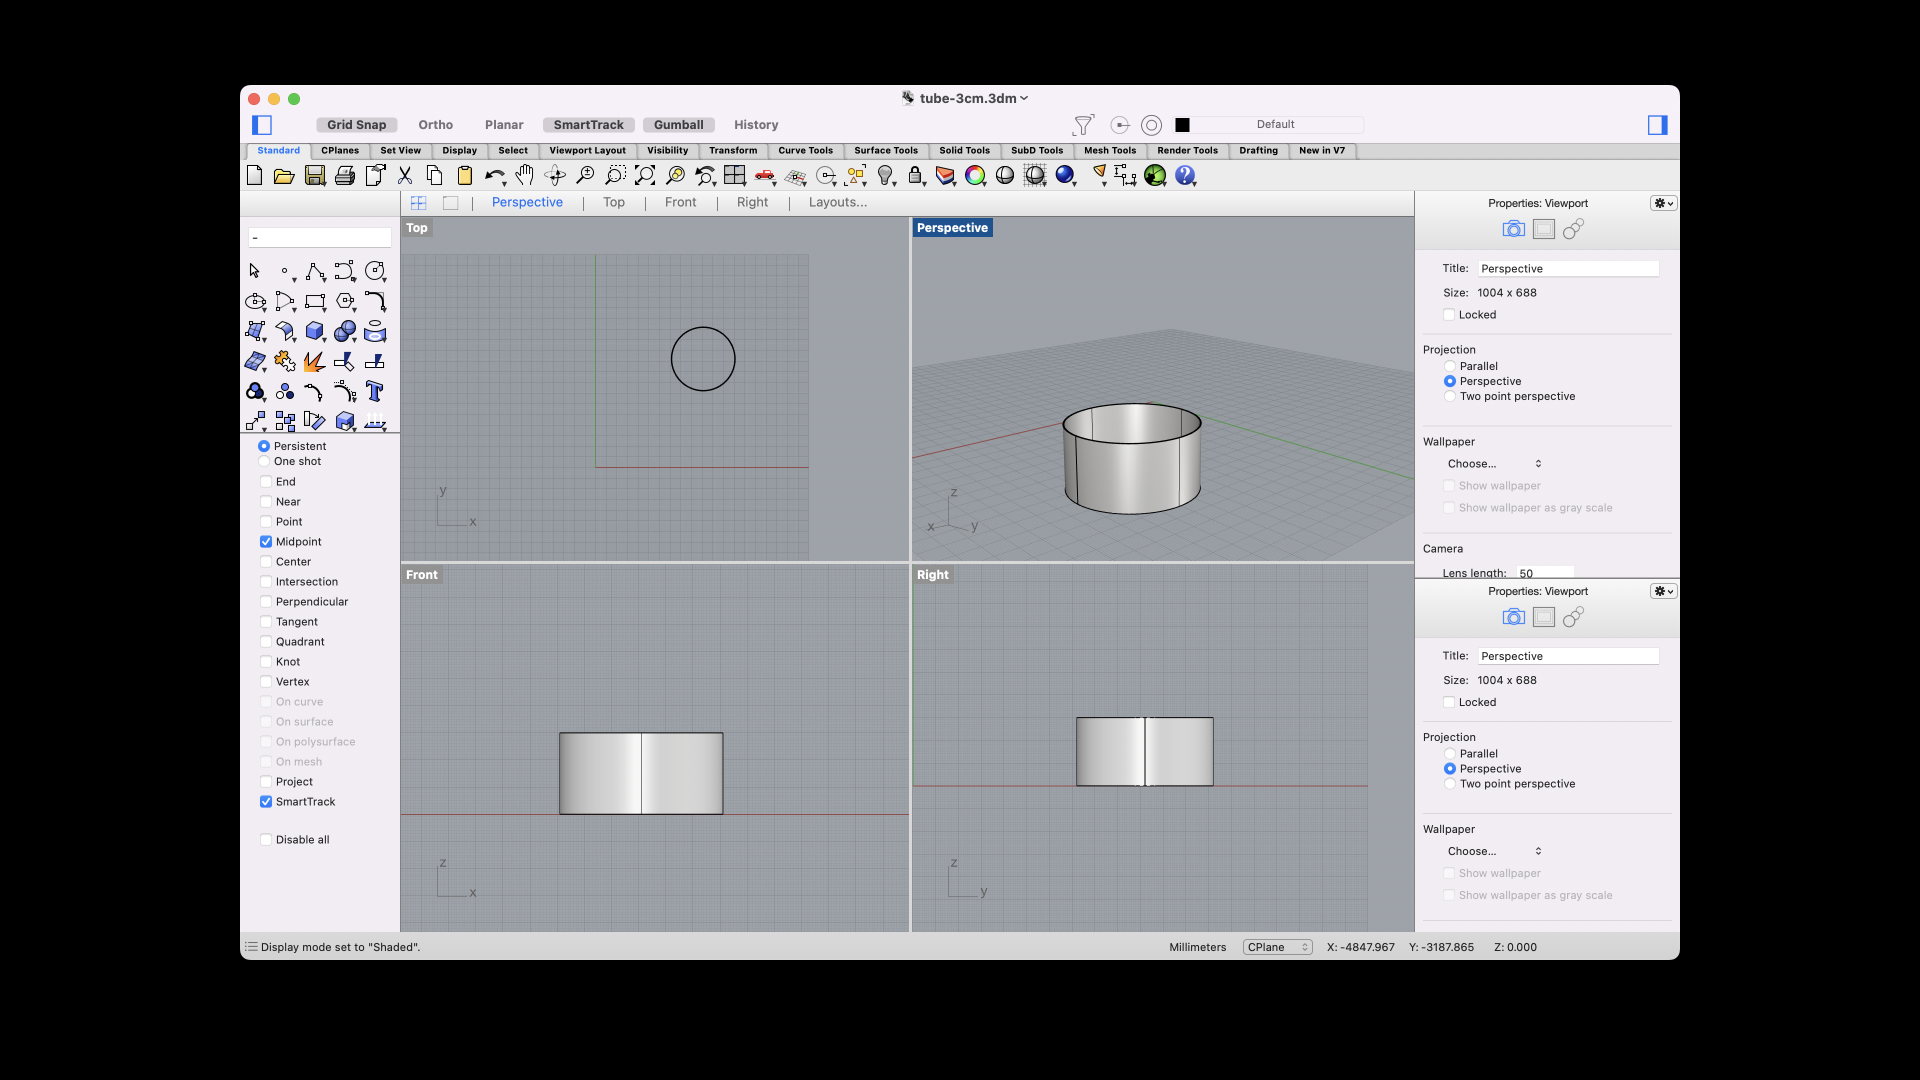 tube-3cm.3dm
Grid Snap Ortho Planar SmartTrack Gumball History Default
Standard CPlanes Set View Display Select Viewport Layout Visibility Transform Curve Tools Surface Tools Solid Tools SubD Tools Mesh Tools Render Tools Drafting New in V7
Perspective Top Front Right Layouts...
-
Persistent
One shot
End
Near
Point
Midpoint
Center
Intersection
Perpendicular
Tangent
Quadrant
Knot
Vertex
On curve
On surface
On polysurface
On mesh
Project
SmartTrack
Disable all
Top
y
x
Perspective
z
x y
Front
z
x
Right
z
y
Properties: Viewport
Title: Perspective
Size: 1004 x 688
Locked
Projection
Parallel
Perspective
Two point perspective
Wallpaper
Choose...
Show wallpaper
Show wallpaper as gray scale
Camera
Lens length: 50
Properties: Viewport
Title: Perspective
Size: 1004 x 688
Locked
Projection
Parallel
Perspective
Two point perspective
Wallpaper
Choose...
Show wallpaper
Show wallpaper as gray scale
Display mode set to "Shaded".
Millimeters CPlane X: -4847.967 Y: -3187.865 Z: 0.000